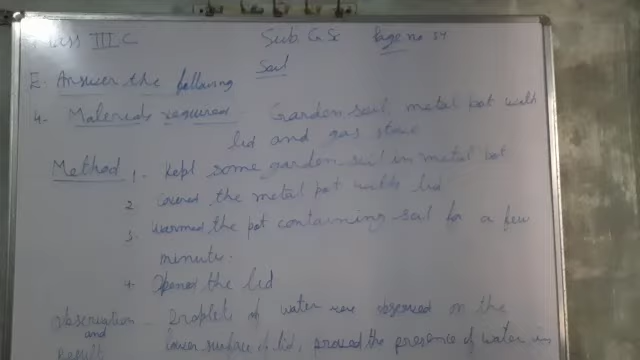 Class III.C Sub. G.Sc Page no 54
Soil
E. Answer the following
4. Materials required Garden soil, metal pot with
lid and gas stove
Method 1. Kept some garden soil in metal pot
2. Covered the metal pot with lid
3. Warmed the pot containing soil for a few
minutes.
4. Opened the lid
Observation - Droplets of water were observed on the
and
Result lower surface of lid, proved the presence of water in